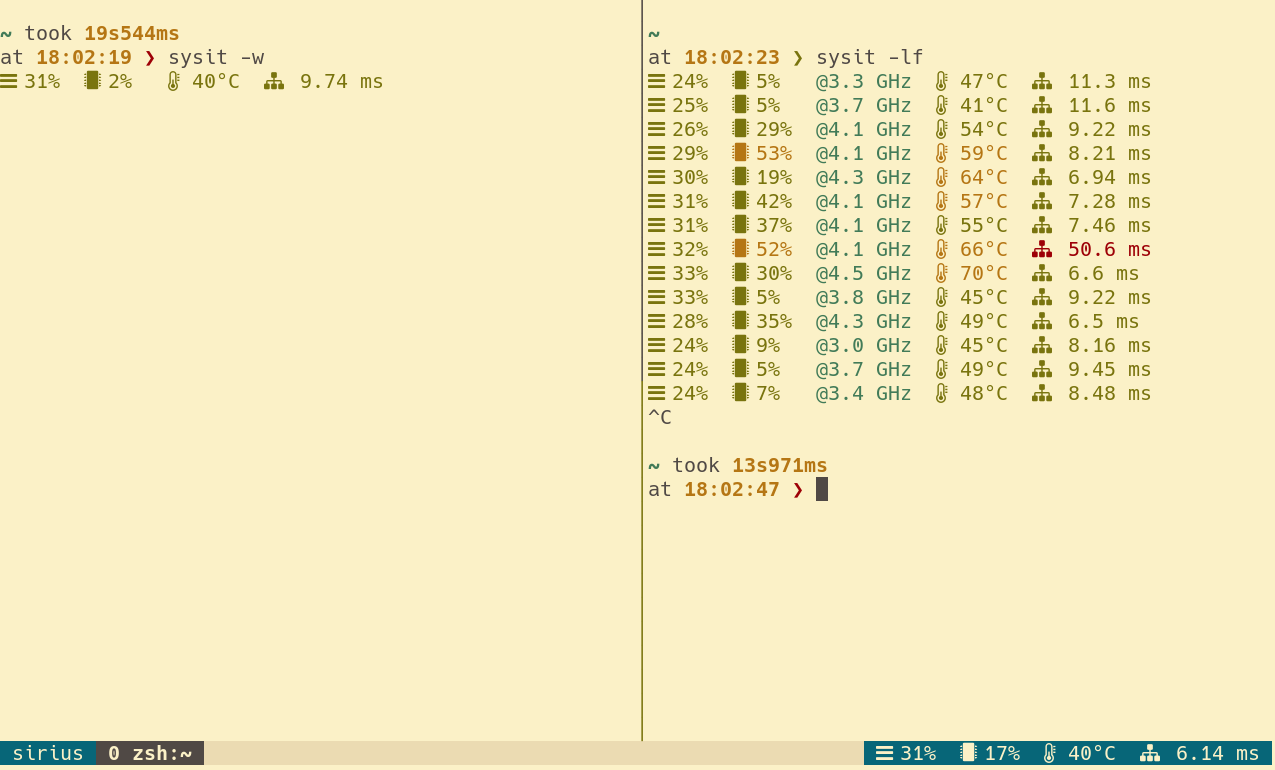 ~ took 19s544ms
at 18:02:19 ❯ sysit -w
31% 2% 40°C 9.74 ms
~
at 18:02:23 ❯ sysit -lf
24% 5% @3.3 GHz 47°C 11.3 ms
25% 5% @3.7 GHz 41°C 11.6 ms
26% 29% @4.1 GHz 54°C 9.22 ms
29% 53% @4.1 GHz 59°C 8.21 ms
30% 19% @4.3 GHz 64°C 6.94 ms
31% 42% @4.1 GHz 57°C 7.28 ms
31% 37% @4.1 GHz 55°C 7.46 ms
32% 52% @4.1 GHz 66°C 50.6 ms
33% 30% @4.5 GHz 70°C 6.6 ms
33% 5% @3.8 GHz 45°C 9.22 ms
28% 35% @4.3 GHz 49°C 6.5 ms
24% 9% @3.0 GHz 45°C 8.16 ms
24% 5% @3.7 GHz 49°C 9.45 ms
24% 7% @3.4 GHz 48°C 8.48 ms
^C
~ took 13s971ms
at 18:02:47 ❯
sirius 0 zsh:~ 31% 17% 40°C 6.14 ms